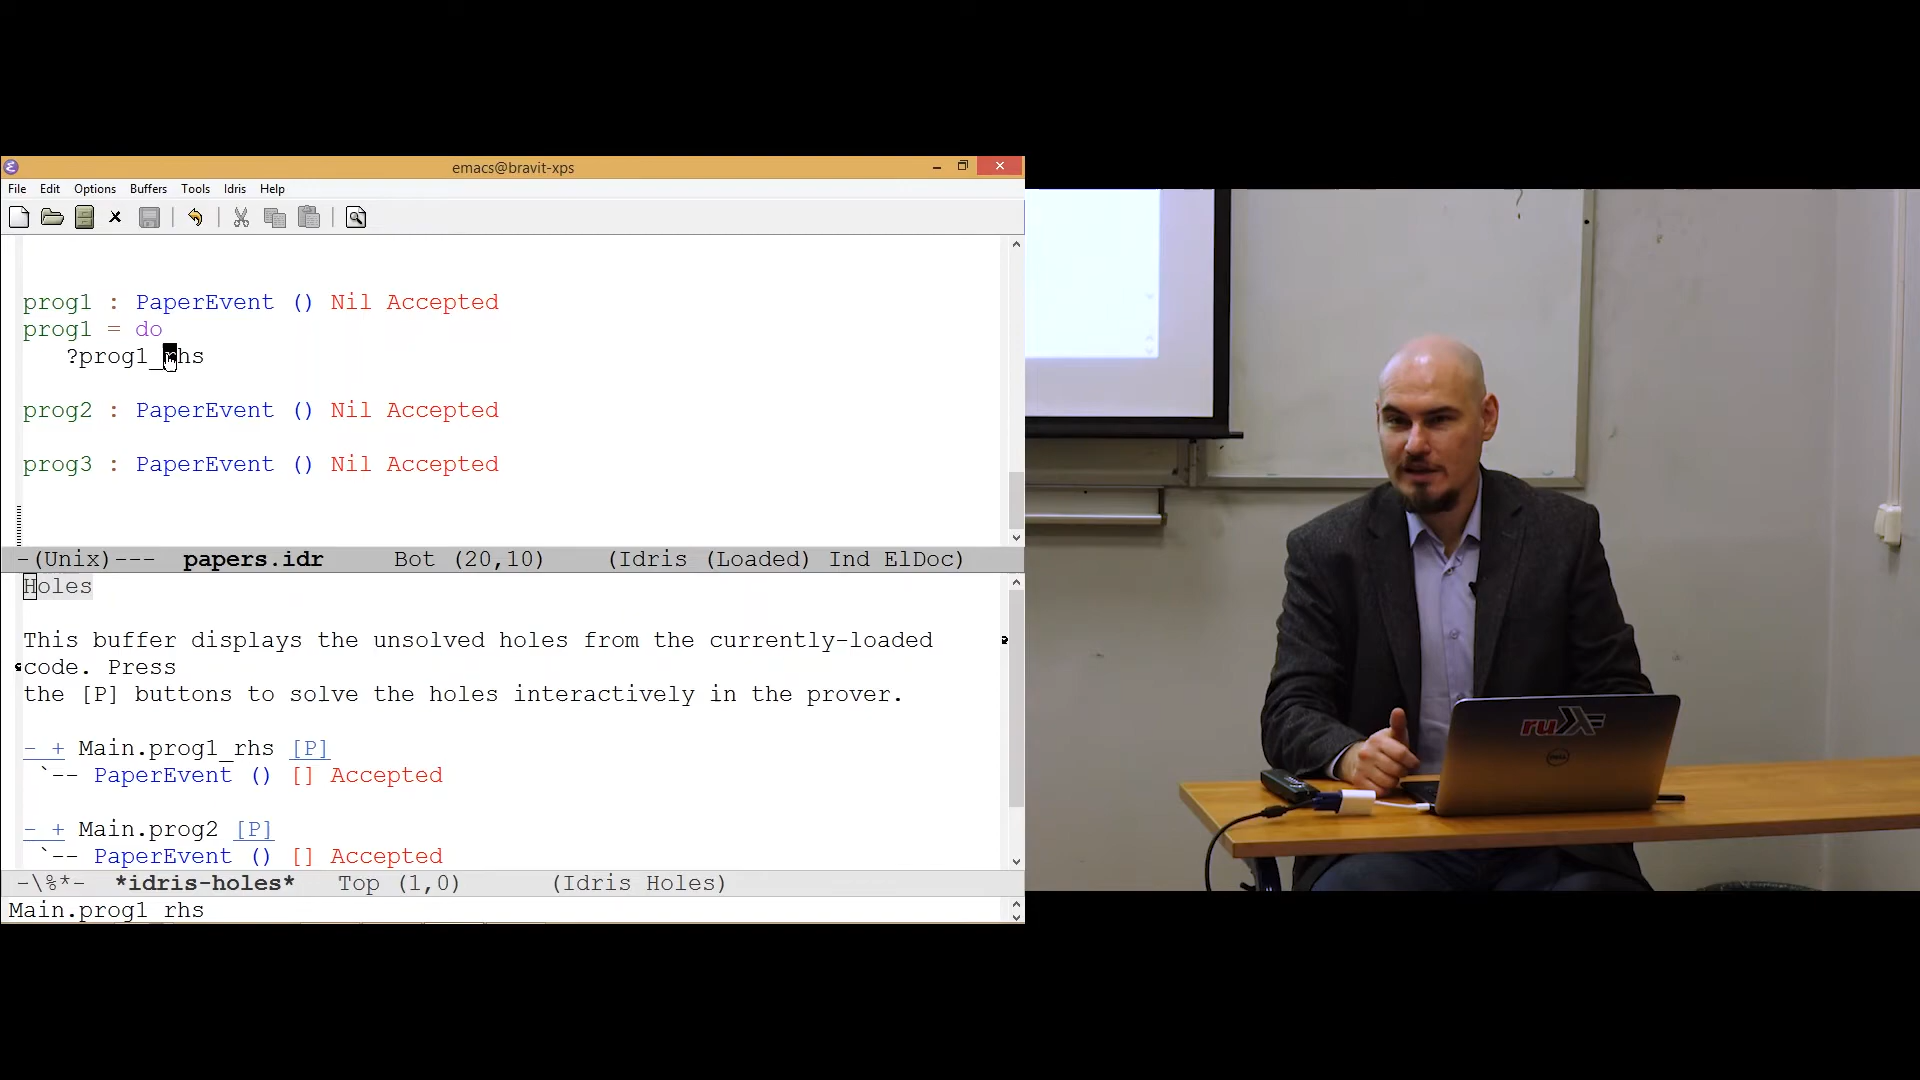 emacs@bravit-xps
File Edit Options Buffers Tools Idris Help
prog1 : PaperEvent () Nil Accepted
prog1 = do
?prog1_rhs
prog2 : PaperEvent () Nil Accepted
prog3 : PaperEvent () Nil Accepted
-(Unix)--- papers.idr Bot (20,10) (Idris (Loaded) Ind ElDoc)
Holes
This buffer displays the unsolved holes from the currently-loaded
code. Press
the [P] buttons to solve the holes interactively in the prover.
- + Main.prog1_rhs [P]
`-- PaperEvent () [] Accepted
- + Main.prog2 [P]
`-- PaperEvent () [] Accepted
-\%*- *idris-holes* Top (1,0) (Idris Holes)
Main.prog1 rhs
ru
DELL